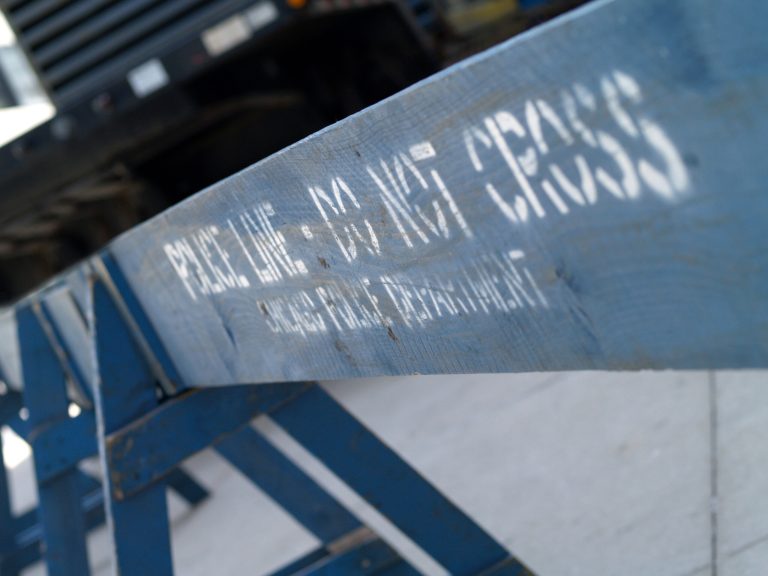 POLICE LINE - DO NOT CROSS
CHICAGO POLICE DEPARTMENT